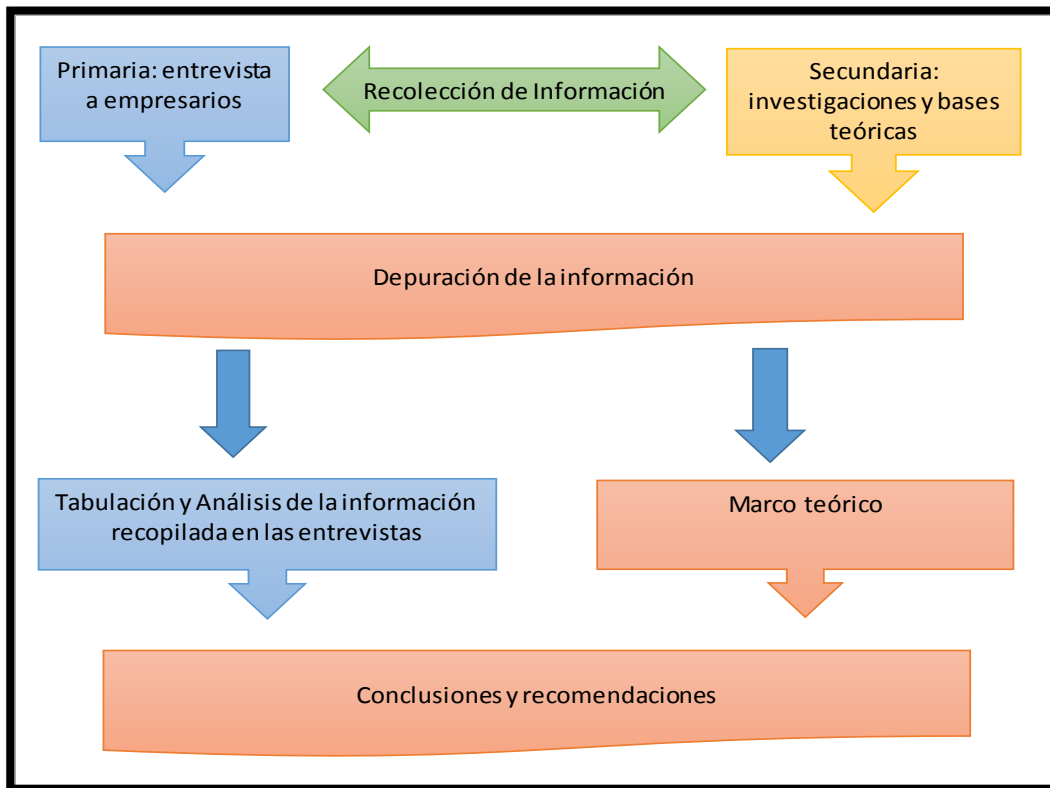 Primaria: entrevista
a empresarios
Recolección de Información
Secundaria:
investigaciones y bases
teóricas
Depuración de la información
Tabulación y Análisis de la información
recopilada en las entrevistas
Marco teórico
Conclusiones y recomendaciones